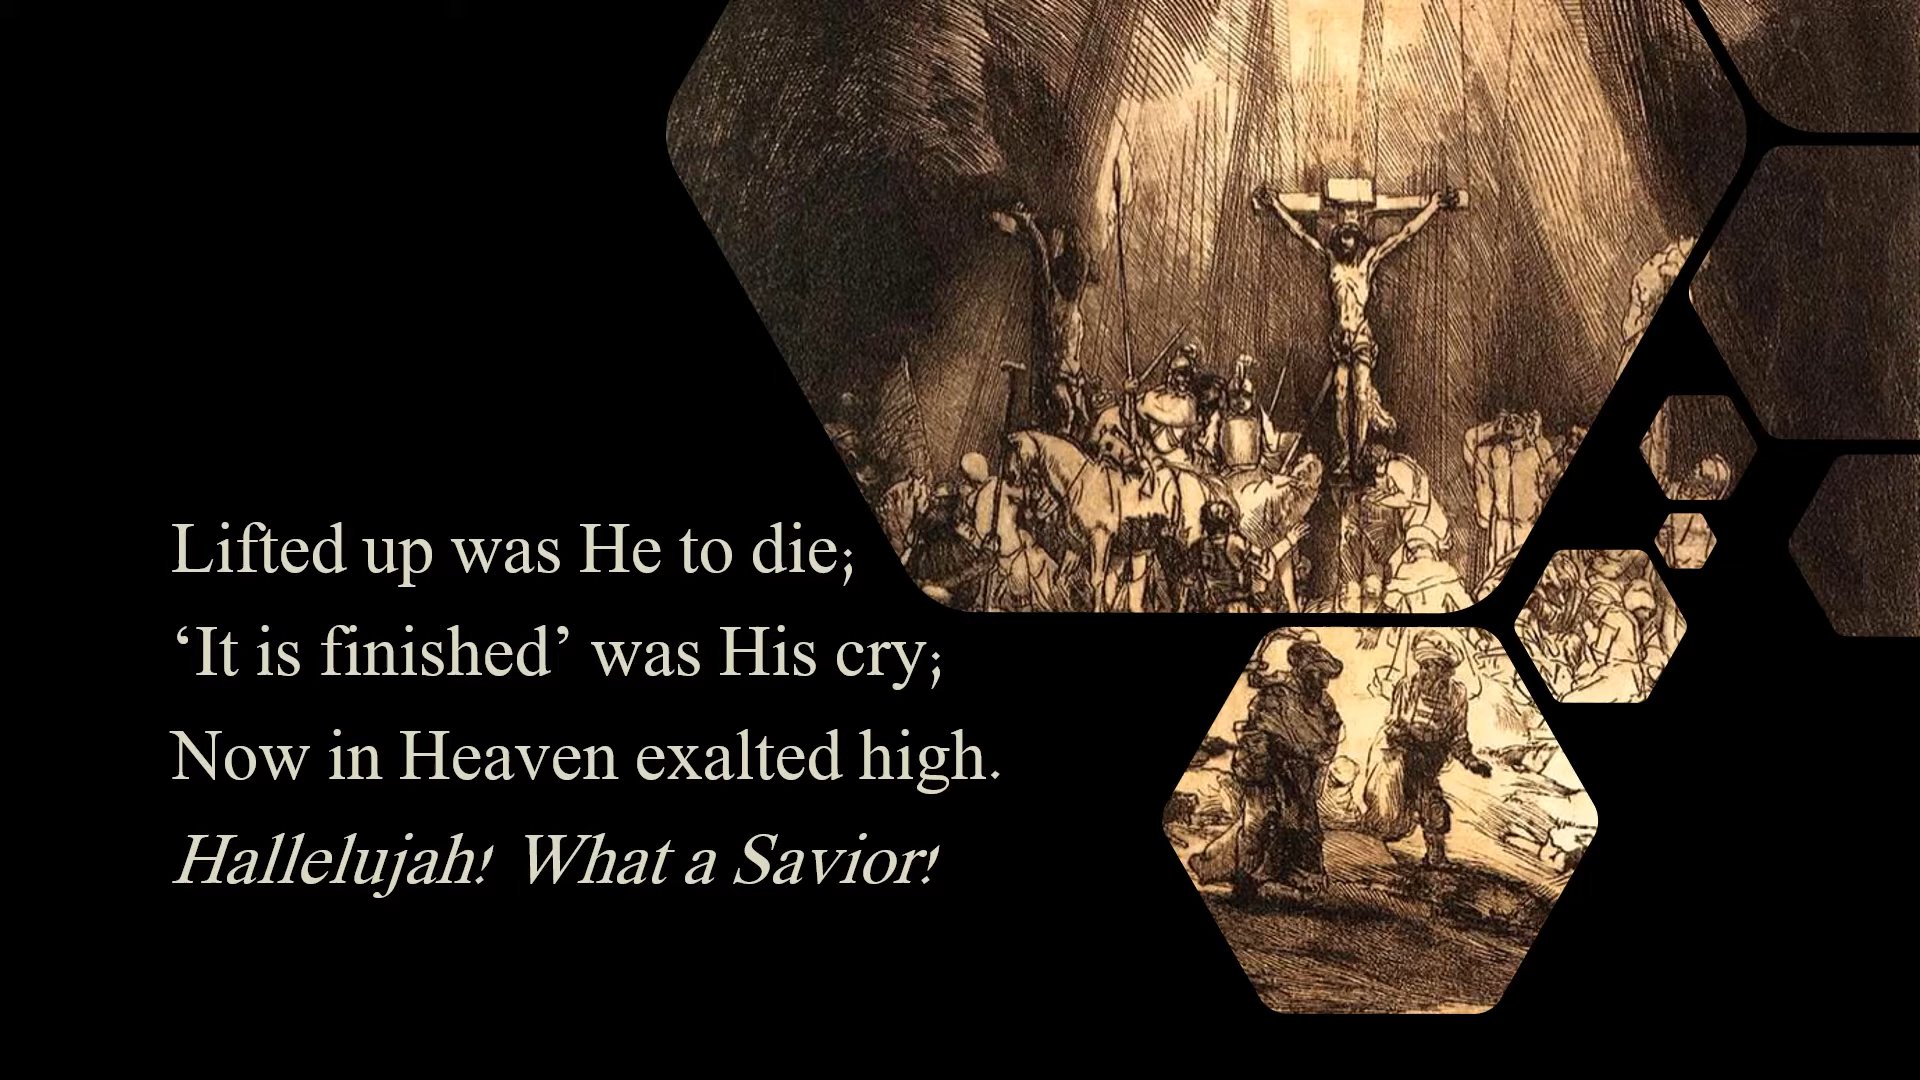 Lifted up was He to die;
‘It is finished’ was His cry;
Now in Heaven exalted high.
Hallelujah! What a Savior!